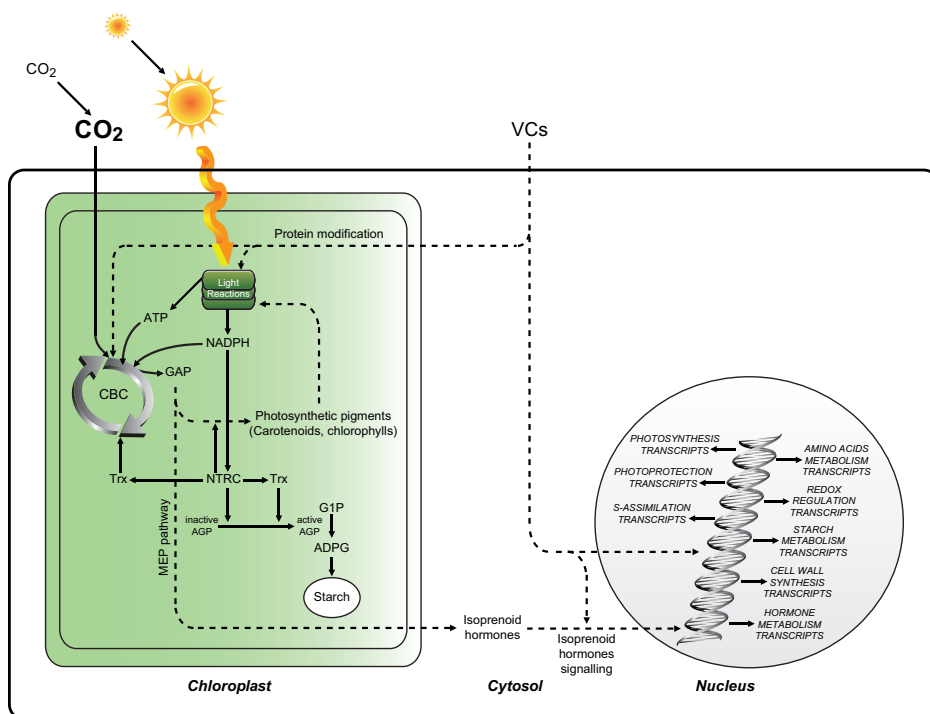 CO2
CO2
VCs
Protein modification
Light
Reactions
ATP
NADPH
GAP
CBC
Photosynthetic pigments
(Carotenoids, chlorophylls)
Trx
NTRC
Trx
G1P
inactive
AGP
active
AGP
ADPG
Starch
MEP pathway
Isoprenoid
hormones
Isoprenoid
hormones
signalling
PHOTOSYNTHESIS
TRANSCRIPTS
PHOTOPROTECTION
TRANSCRIPTS
S-ASSIMILATION
TRANSCRIPTS
AMINO ACIDS
METABOLISM
TRANSCRIPTS
REDOX
REGULATION
TRANSCRIPTS
STARCH
METABOLISM
TRANSCRIPTS
CELL WALL
SYNTHESIS
TRANSCRIPTS
HORMONE
METABOLISM
TRANSCRIPTS
Chloroplast
Cytosol
Nucleus